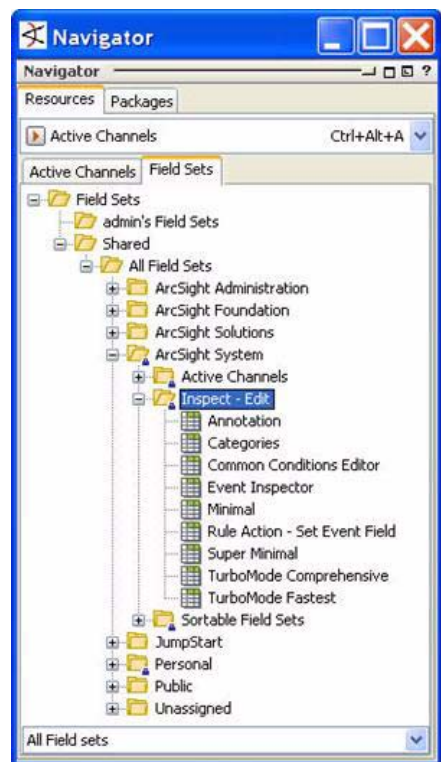 Navigator
Navigator ?
Resources Packages
Active Channels Ctrl+Alt+A
Active Channels Field Sets
Field Sets
admin's Field Sets
Shared
All Field Sets
ArcSight Administration
ArcSight Foundation
ArcSight Solutions
ArcSight System
Active Channels
Inspect - Edit
Annotation
Categories
Common Conditions Editor
Event Inspector
Minimal
Rule Action - Set Event Field
Super Minimal
TurboMode Comprehensive
TurboMode Fastest
Sortable Field Sets
JumpStart
Personal
Public
Unassigned
All Field sets